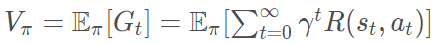 V_π = 𝔼_π[G_t] = 𝔼_π[∑_{t=0}^{∞} γ^t R(s_t, a_t)]